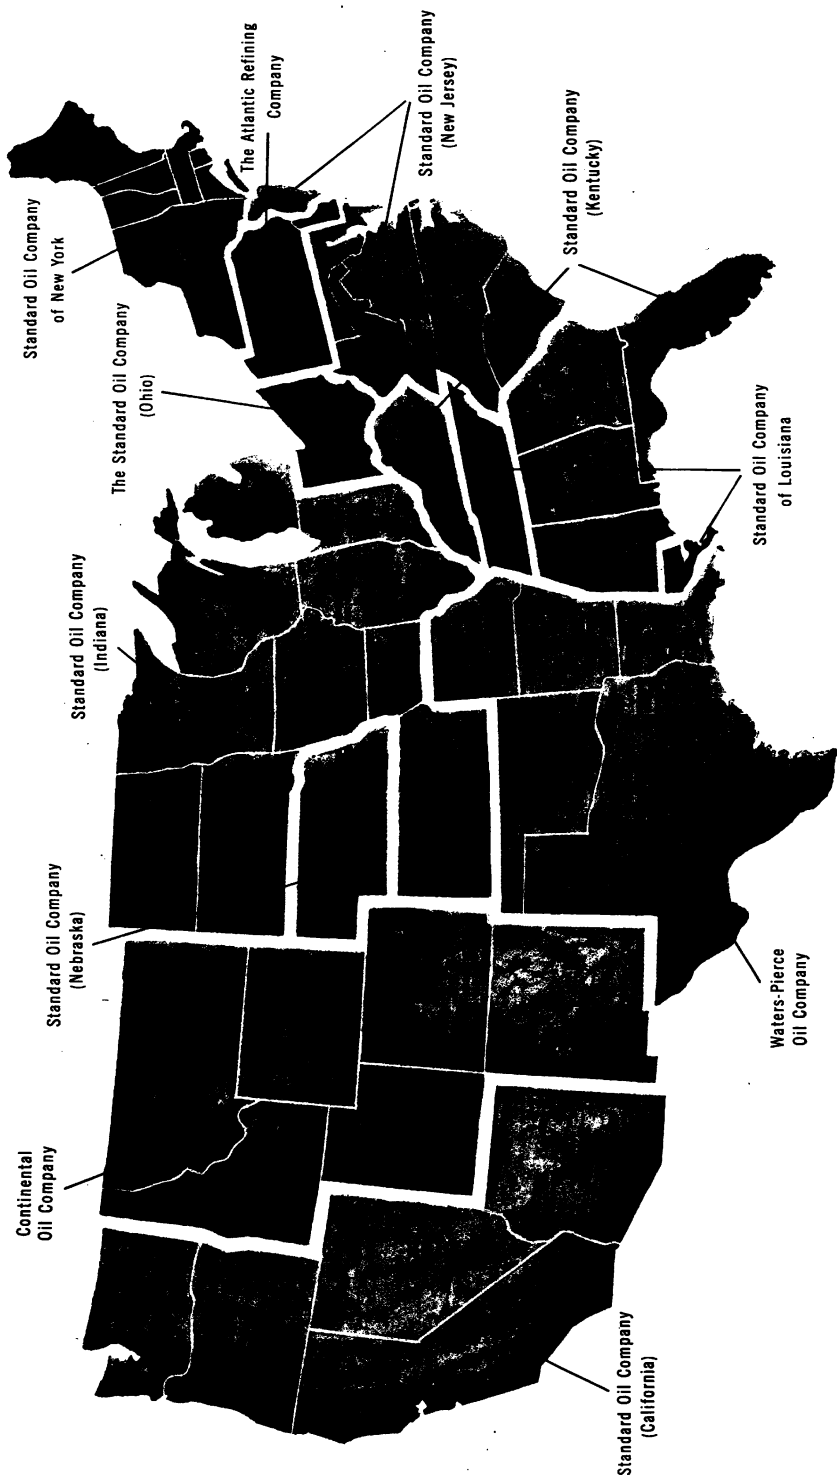 Continental
Oil Company
Standard Oil Company
(Nebraska)
Standard Oil Company
(Indiana)
The Standard Oil Company
(Ohio)
Standard Oil Company
of New York
The Atlantic Refining
Company
Standard Oil Company
(New Jersey)
Standard Oil Company
(Kentucky)
Standard Oil Company
of Louisiana
Waters-Pierce
Oil Company
Standard Oil Company
(California)